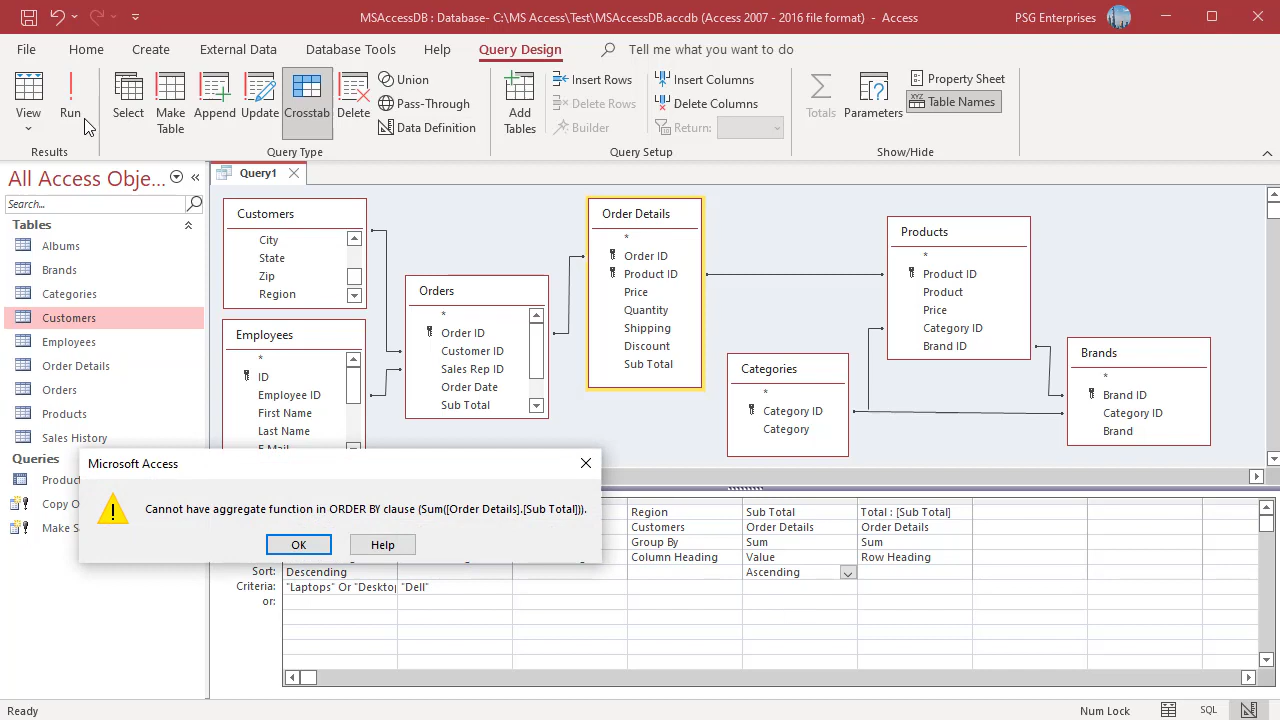 MSAccessDB : Database- C:\MS Access\Test\MSAccessDB.accdb (Access 2007 - 2016 file format) - Access
PSG Enterprises
File Home Create External Data Database Tools Help Query Design Tell me what you want to do
View
Run
Select
Make
Table
Append
Update
Crosstab
Delete
Union
Pass-Through
Data Definition
Add
Tables
Insert Rows
Delete Rows
Builder
Insert Columns
Delete Columns
Return:
Totals
Parameters
Property Sheet
Table Names
Results
Query Type
Query Setup
Show/Hide
All Access Obje...
Search...
Tables
Albums
Brands
Categories
Customers
Employees
Order Details
Orders
Products
Sales History
Queries
Produc
Copy O
Make S
Query1
Customers
City
State
Zip
Region
Employees
*
ID
Employee ID
First Name
Last Name
Orders
*
Order ID
Customer ID
Sales Rep ID
Order Date
Sub Total
Order Details
*
Order ID
Product ID
Price
Quantity
Shipping
Discount
Sub Total
Categories
*
Category ID
Category
Products
*
Product ID
Product
Price
Category ID
Brand ID
Brands
*
Brand ID
Category ID
Brand
Microsoft Access
Cannot have aggregate function in ORDER BY clause (Sum([Order Details].[Sub Total])).
OK Help
Region Sub Total Total : [Sub Total]
Customers Order Details Order Details
Group By Sum Sum
Column Heading Value Row Heading
Sort: Descending Ascending
Criteria: "Laptops" Or "Desktop "Dell"
or:
Ready
Num Lock
SQL